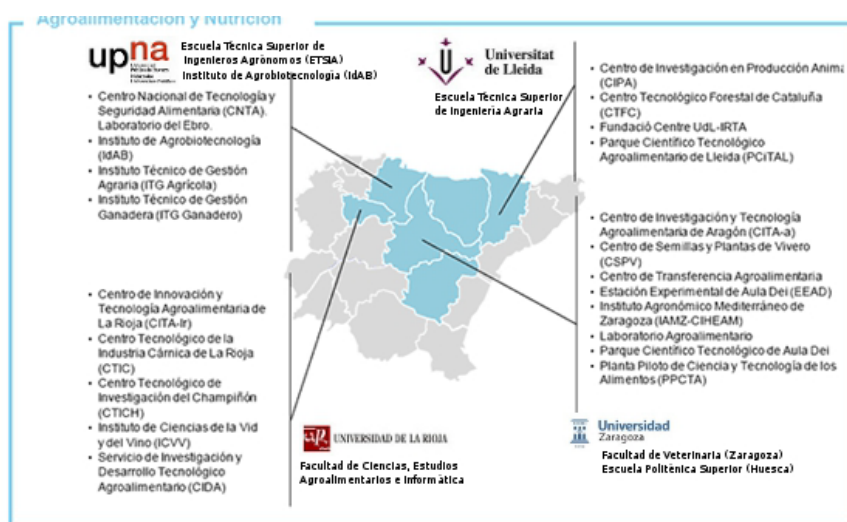 Agroalimentación y Nutrición
upna
Escuela Técnica Superior de
Ingenieros Agrònomos (ETSIA)
Instituto de Agrobiotecnología (IdAB)
• Centro Nacional de Tecnología y
Seguridad Alimentaria (CNTA).
Laboratorio del Ebro.
• Instituto de Agrobiotecnología
(IdAB)
• Instituto Técnico de Gestión
Agraria (ITG Agrícola)
• Instituto Técnico de Gestión
Ganadera (ITG Ganadero)
Universitat
de Lleida
Escuela Técnica Superior
de Ingenieria Agraria
• Centro de Investigación en Producción Anima
(CIPA)
• Centro Tecnológico Forestal de Cataluña
(CTFC)
• Fundació Centre UdL-IRTA
• Parque Científico Tecnológico
Agroalimentario de Lleida (PCiTAL)
• Centro de Investigación y Tecnología
Agroalimentaria de Aragón (CITA-a)
• Centro de Semillas y Plantas de Vivero
(CSPV)
• Centro de Transferencia Agroalimentaria
• Estación Experimental de Aula Dei (EEAD)
• Instituto Agronómico Mediterráneo de
Zaragoza (IAMZ-CIHEAM)
• Laboratorio Agroalimentario
• Parque Científico Tecnológico de Aula Dei
• Planta Piloto de Ciencia y Tecnología de los
Alimentos (PPCTA)
• Centro de Innovación y
Tecnología Agroalimentaria de
La Rioja (CITA-lr)
• Centro Tecnológico de la
Industria Cárnica de La Rioja
(CTIC)
• Centro Tecnológico de
Investigación del Champiñón
(CTICH)
• Instituto de Ciencias de la Vid
y del Vino (ICVV)
• Servicio de Investigación y
Desarrollo Tecnológico
Agroalimentario (CIDA)
UNIVERSIDAD DE LA RIOJA
Facultad de Ciencias, Estudios
Agroalimentarios e Informàtica
Universidad
Zaragoza
Facultad de Veterinaria (Zaragoza)
Escuela Politènica Superior (Huesca)